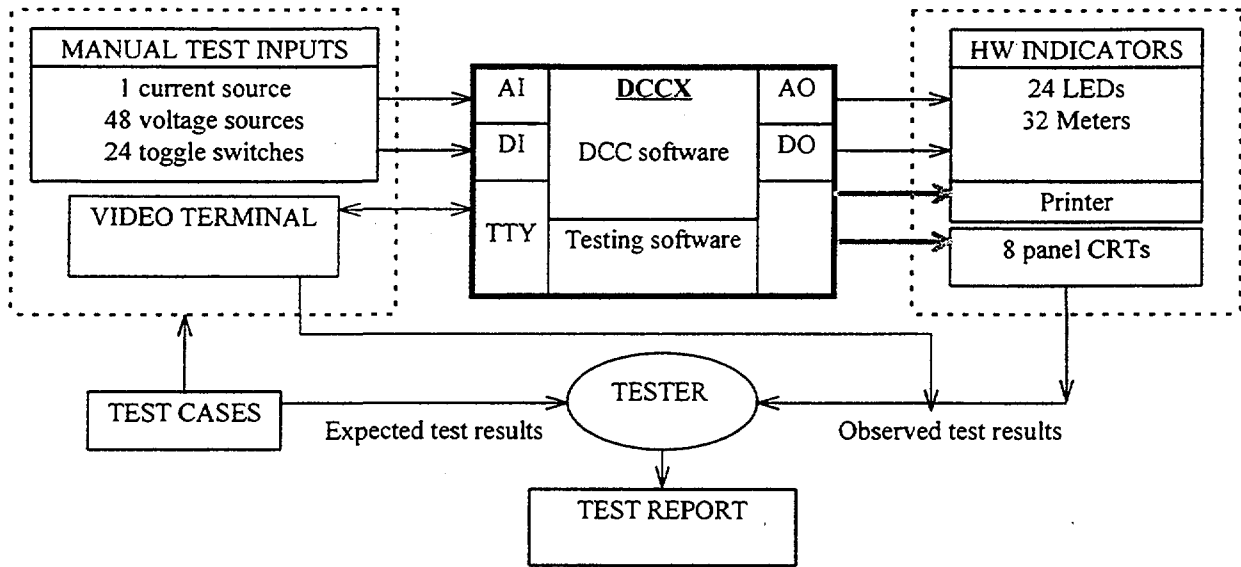 MANUAL TEST INPUTS
1 current source
48 voltage sources
24 toggle switches
VIDEO TERMINAL
AI
DI
TTY
DCCX
DCC software
Testing software
AO
DO
HW INDICATORS
24 LEDs
32 Meters
Printer
8 panel CRTs
TEST CASES
Expected test results
TESTER
Observed test results
TEST REPORT